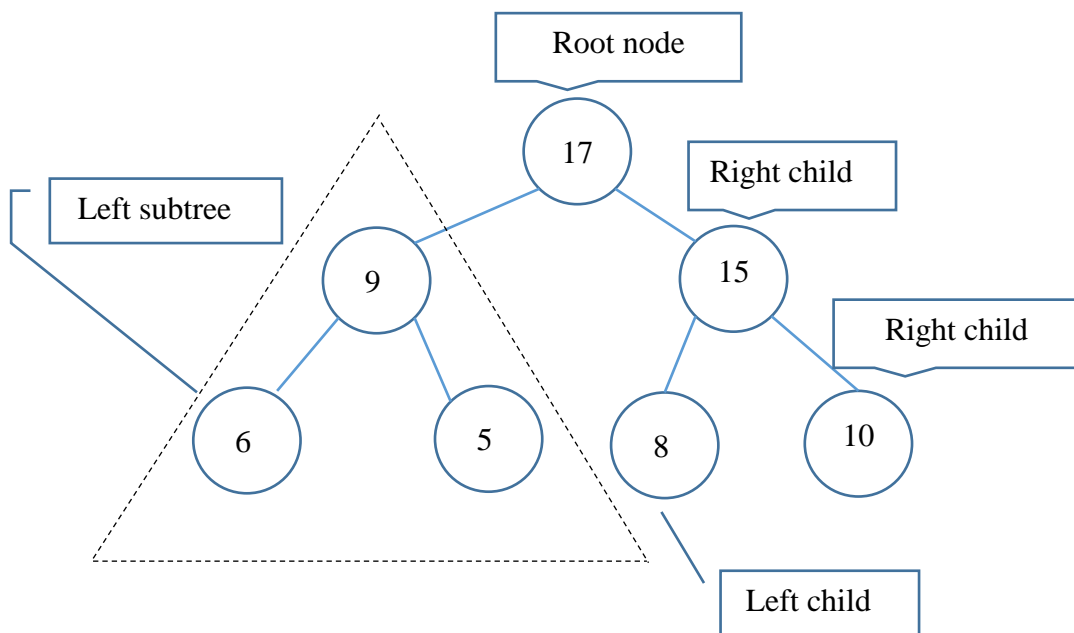 Root node
17
Right child
Left subtree
9
15
Right child
6
5
8
10
Left child